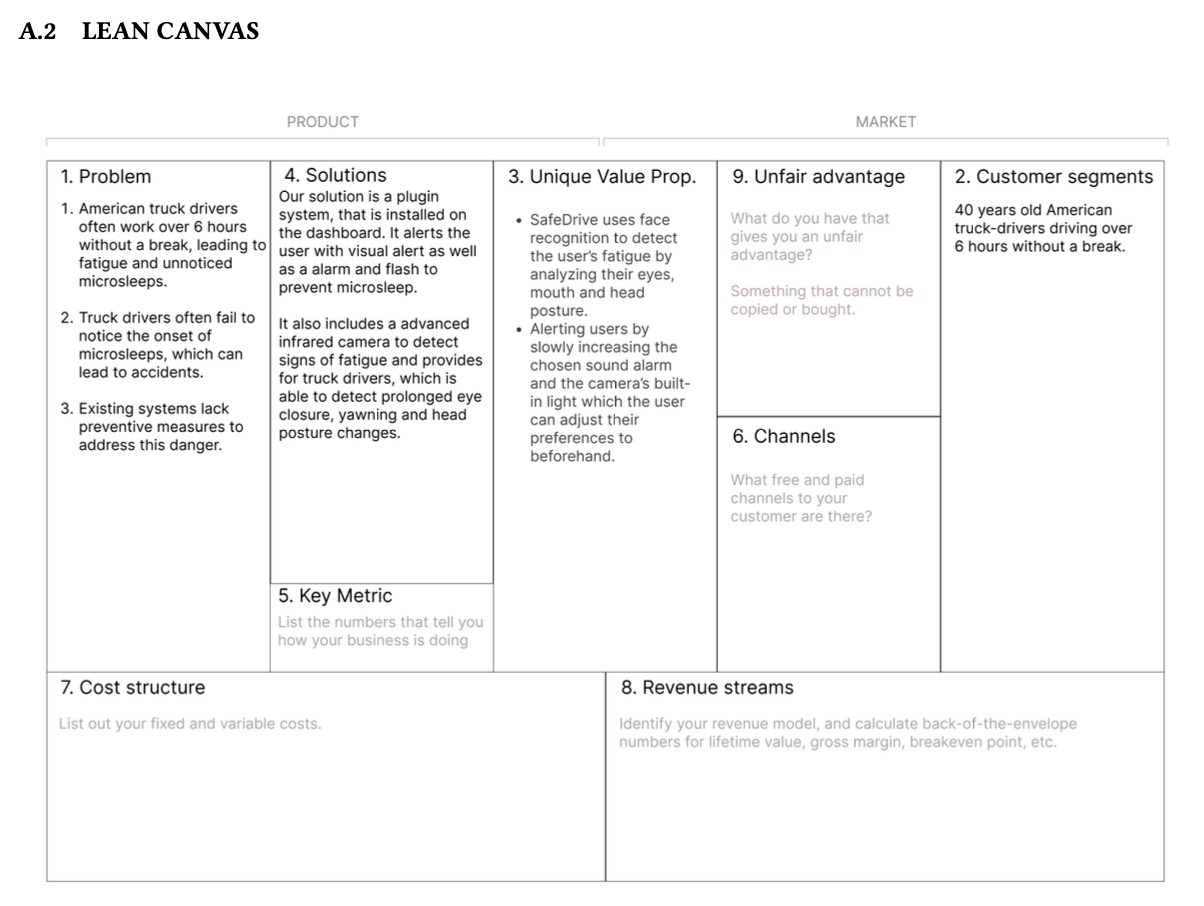 A.2 LEAN CANVAS
PRODUCT
MARKET
1. Problem
1. American truck drivers
often work over 6 hours
without a break, leading to
fatigue and unnoticed
microsleeps.
2. Truck drivers often fail to
notice the onset of
microsleeps, which can
lead to accidents.
3. Existing systems lack
preventive measures to
address this danger.
4. Solutions
Our solution is a plugin
system, that is installed on
the dashboard. It alerts the
user with visual alert as well
as a alarm and flash to
prevent microsleep.
It also includes a advanced
infrared camera to detect
signs of fatigue and provides
for truck drivers, which is
able to detect prolonged eye
closure, yawning and head
posture changes.
5. Key Metric
List the numbers that tell you
how your business is doing
3. Unique Value Prop.
• SafeDrive uses face
recognition to detect
the user's fatigue by
analyzing their eyes,
mouth and head
posture.
• Alerting users by
slowly increasing the
chosen sound alarm
and the camera's built-
in light which the user
can adjust their
preferences to
beforehand.
9. Unfair advantage
What do you have that
gives you an unfair
advantage?
Something that cannot be
copied or bought.
6. Channels
What free and paid
channels to your
customer are there?
2. Customer segments
40 years old American
truck-drivers driving over
6 hours without a break.
7. Cost structure
List out your fixed and variable costs.
8. Revenue streams
Identify your revenue model, and calculate back-of-the-envelope
numbers for lifetime value, gross margin, breakeven point, etc.